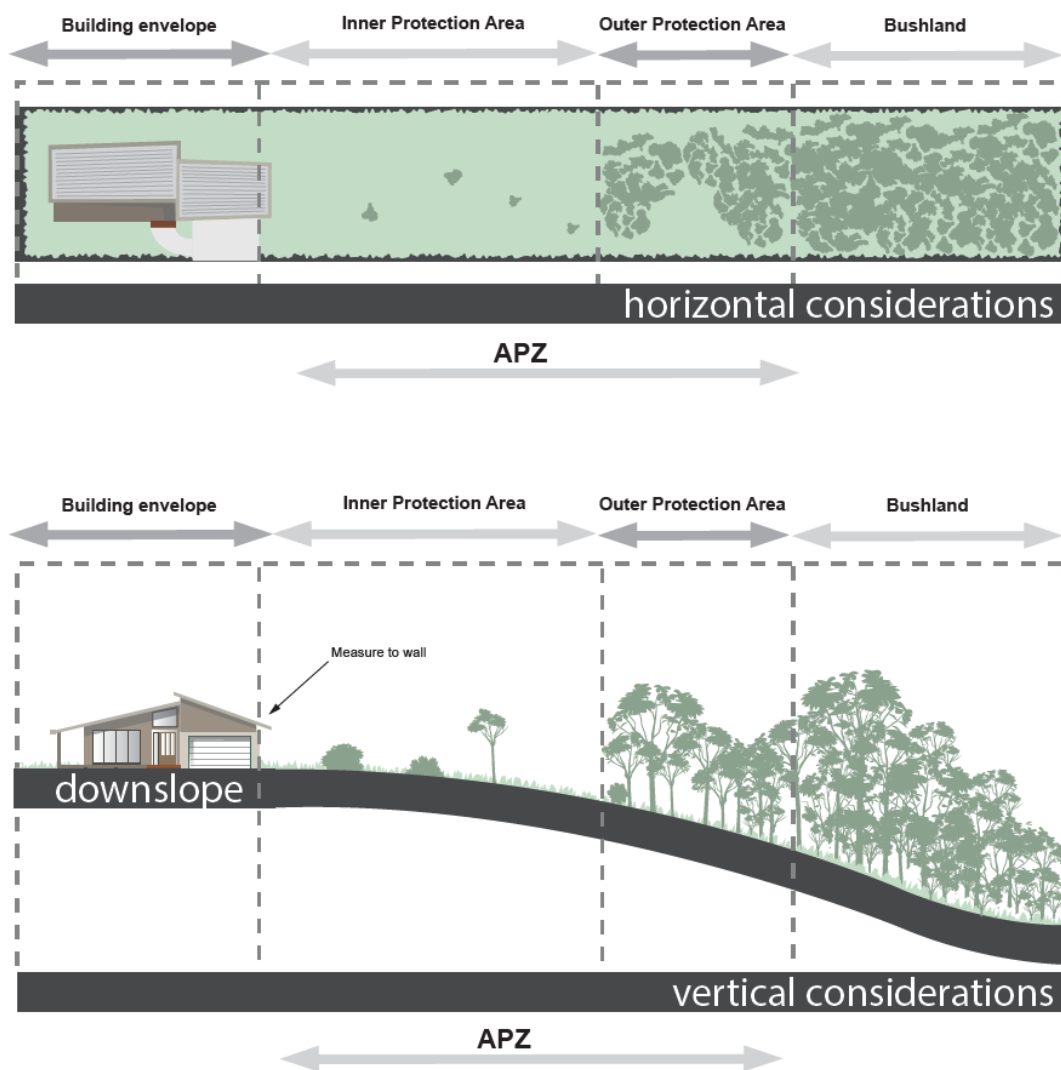 Building envelope
Inner Protection Area
Outer Protection Area
Bushland
horizontal considerations
APZ
Building envelope
Inner Protection Area
Outer Protection Area
Bushland
Measure to wall
downslope
vertical considerations
APZ